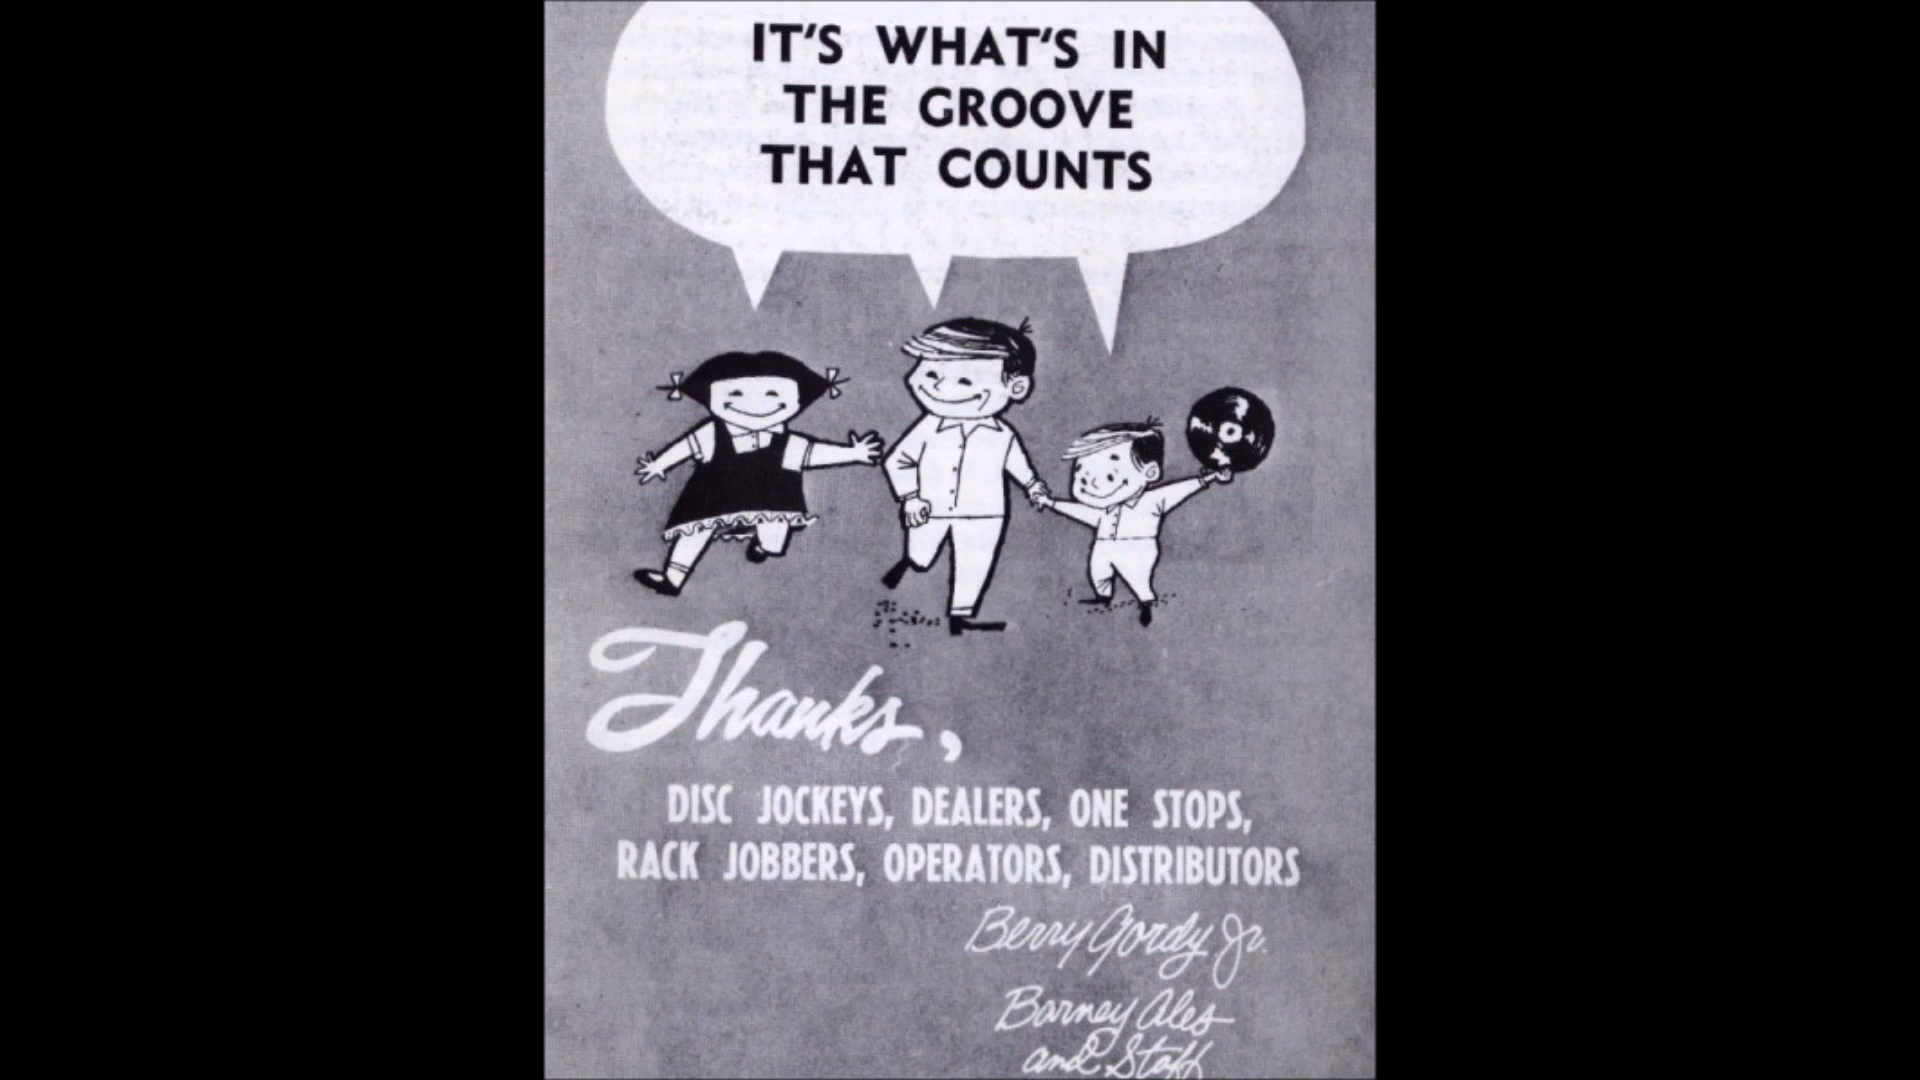 IT'S WHAT'S IN
THE GROOVE
THAT COUNTS
Thanks,
DISC JOCKEYS, DEALERS, ONE STOPS,
RACK JOBBERS, OPERATORS, DISTRIBUTORS
Berry Gordy Jr.
Barney Ales
and Staff